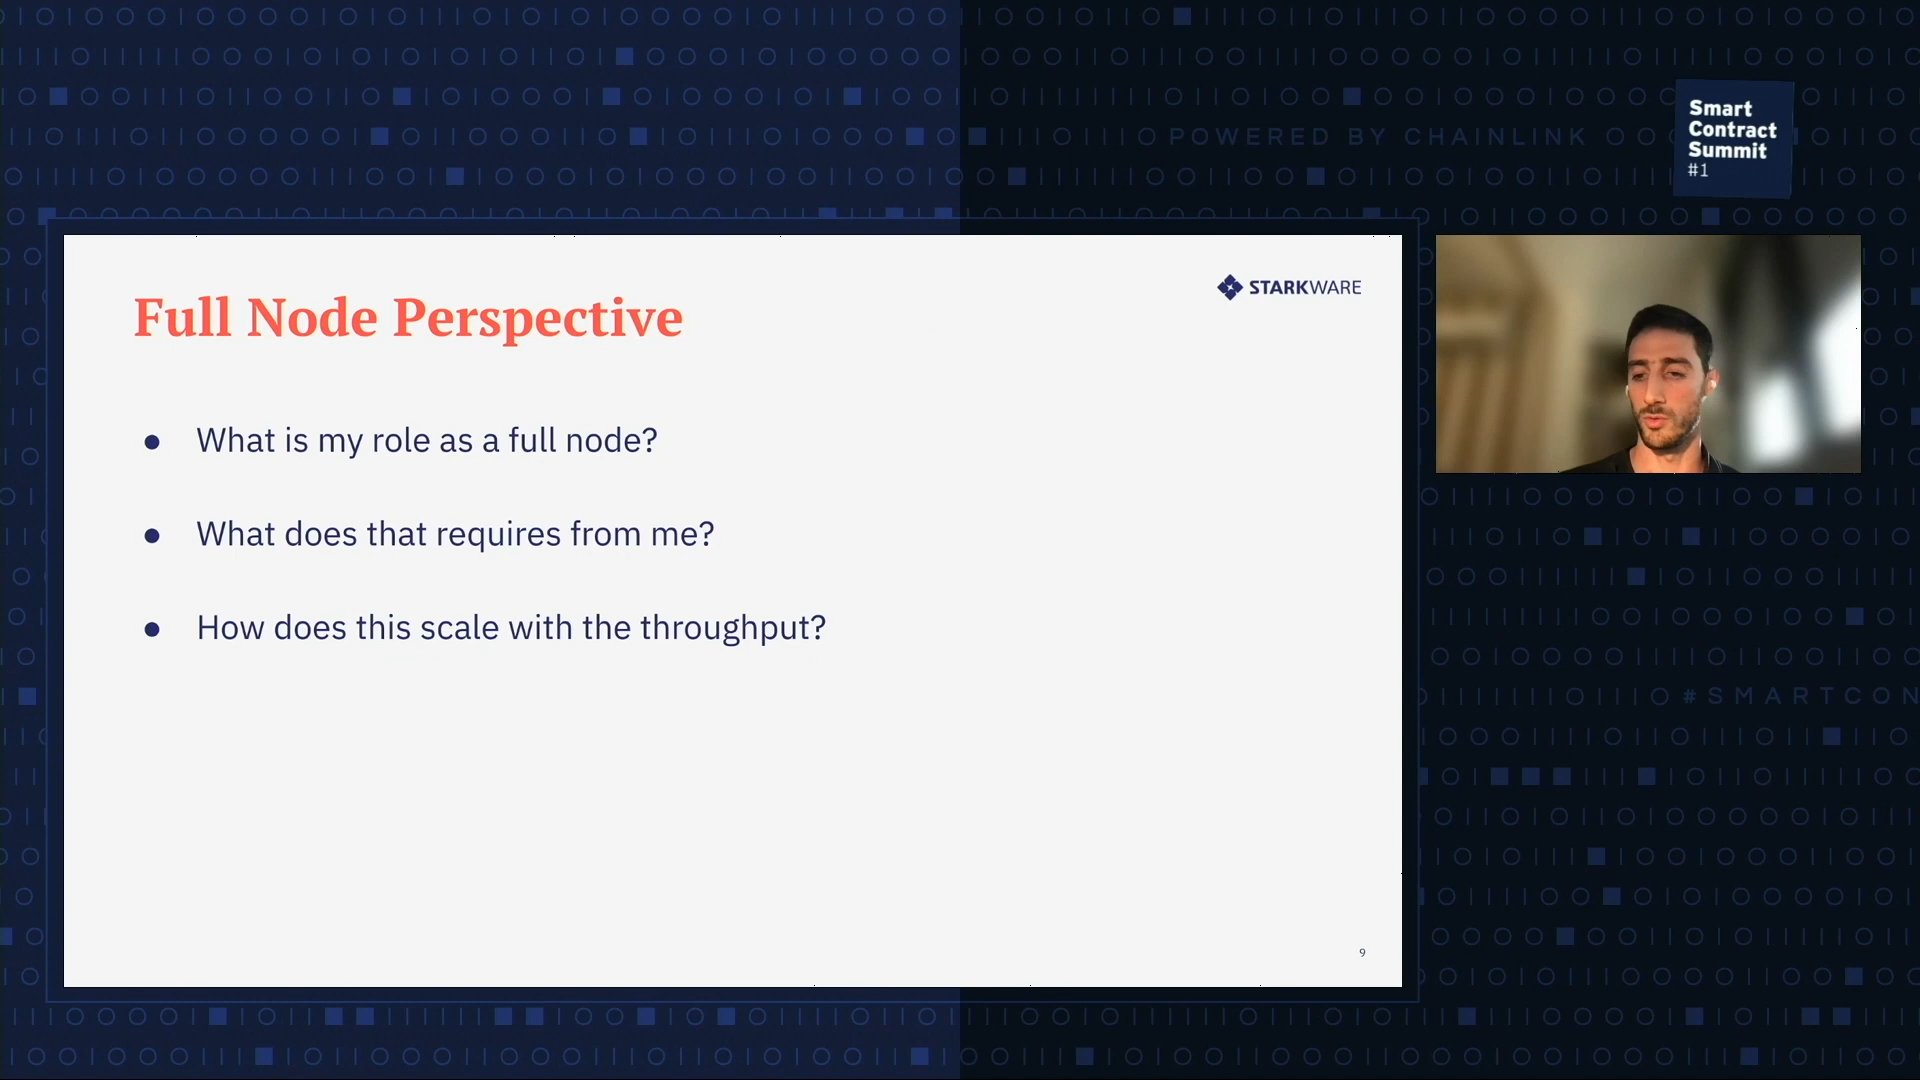 POWERED BY CHAINLINK
Smart
Contract
Summit
#1
STARKWARE
Full Node Perspective
● What is my role as a full node?
● What does that requires from me?
● How does this scale with the throughput?
9
#SMARTCON